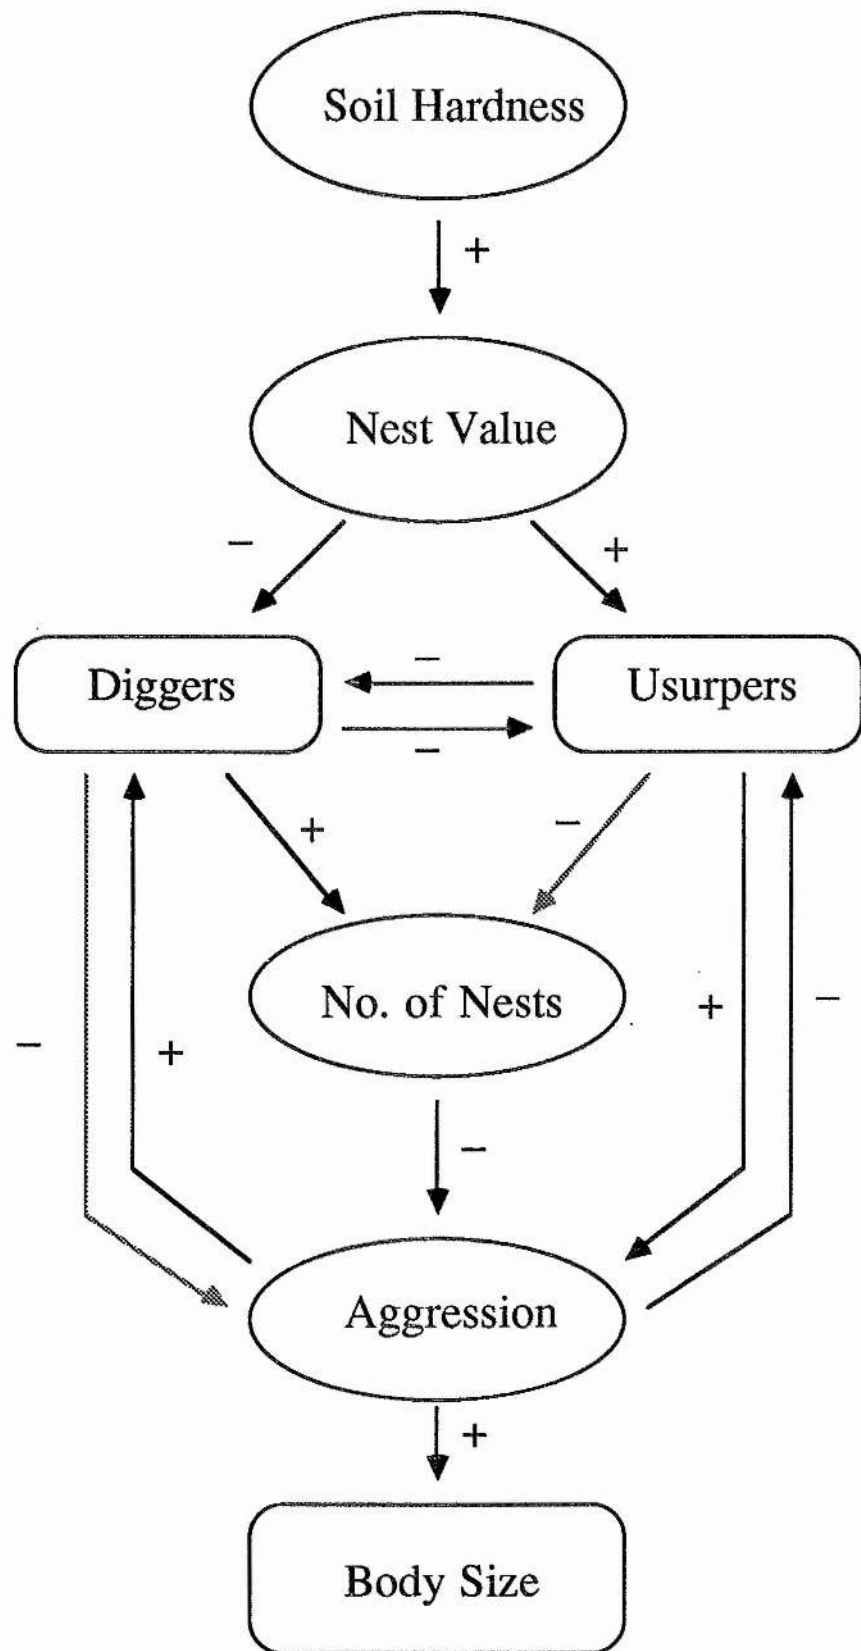 Soil Hardness
+
Nest Value
−
+
Diggers
−
−
Usurpers
+
−
No. of Nests
−
+
+
−
−
Aggression
+
Body Size